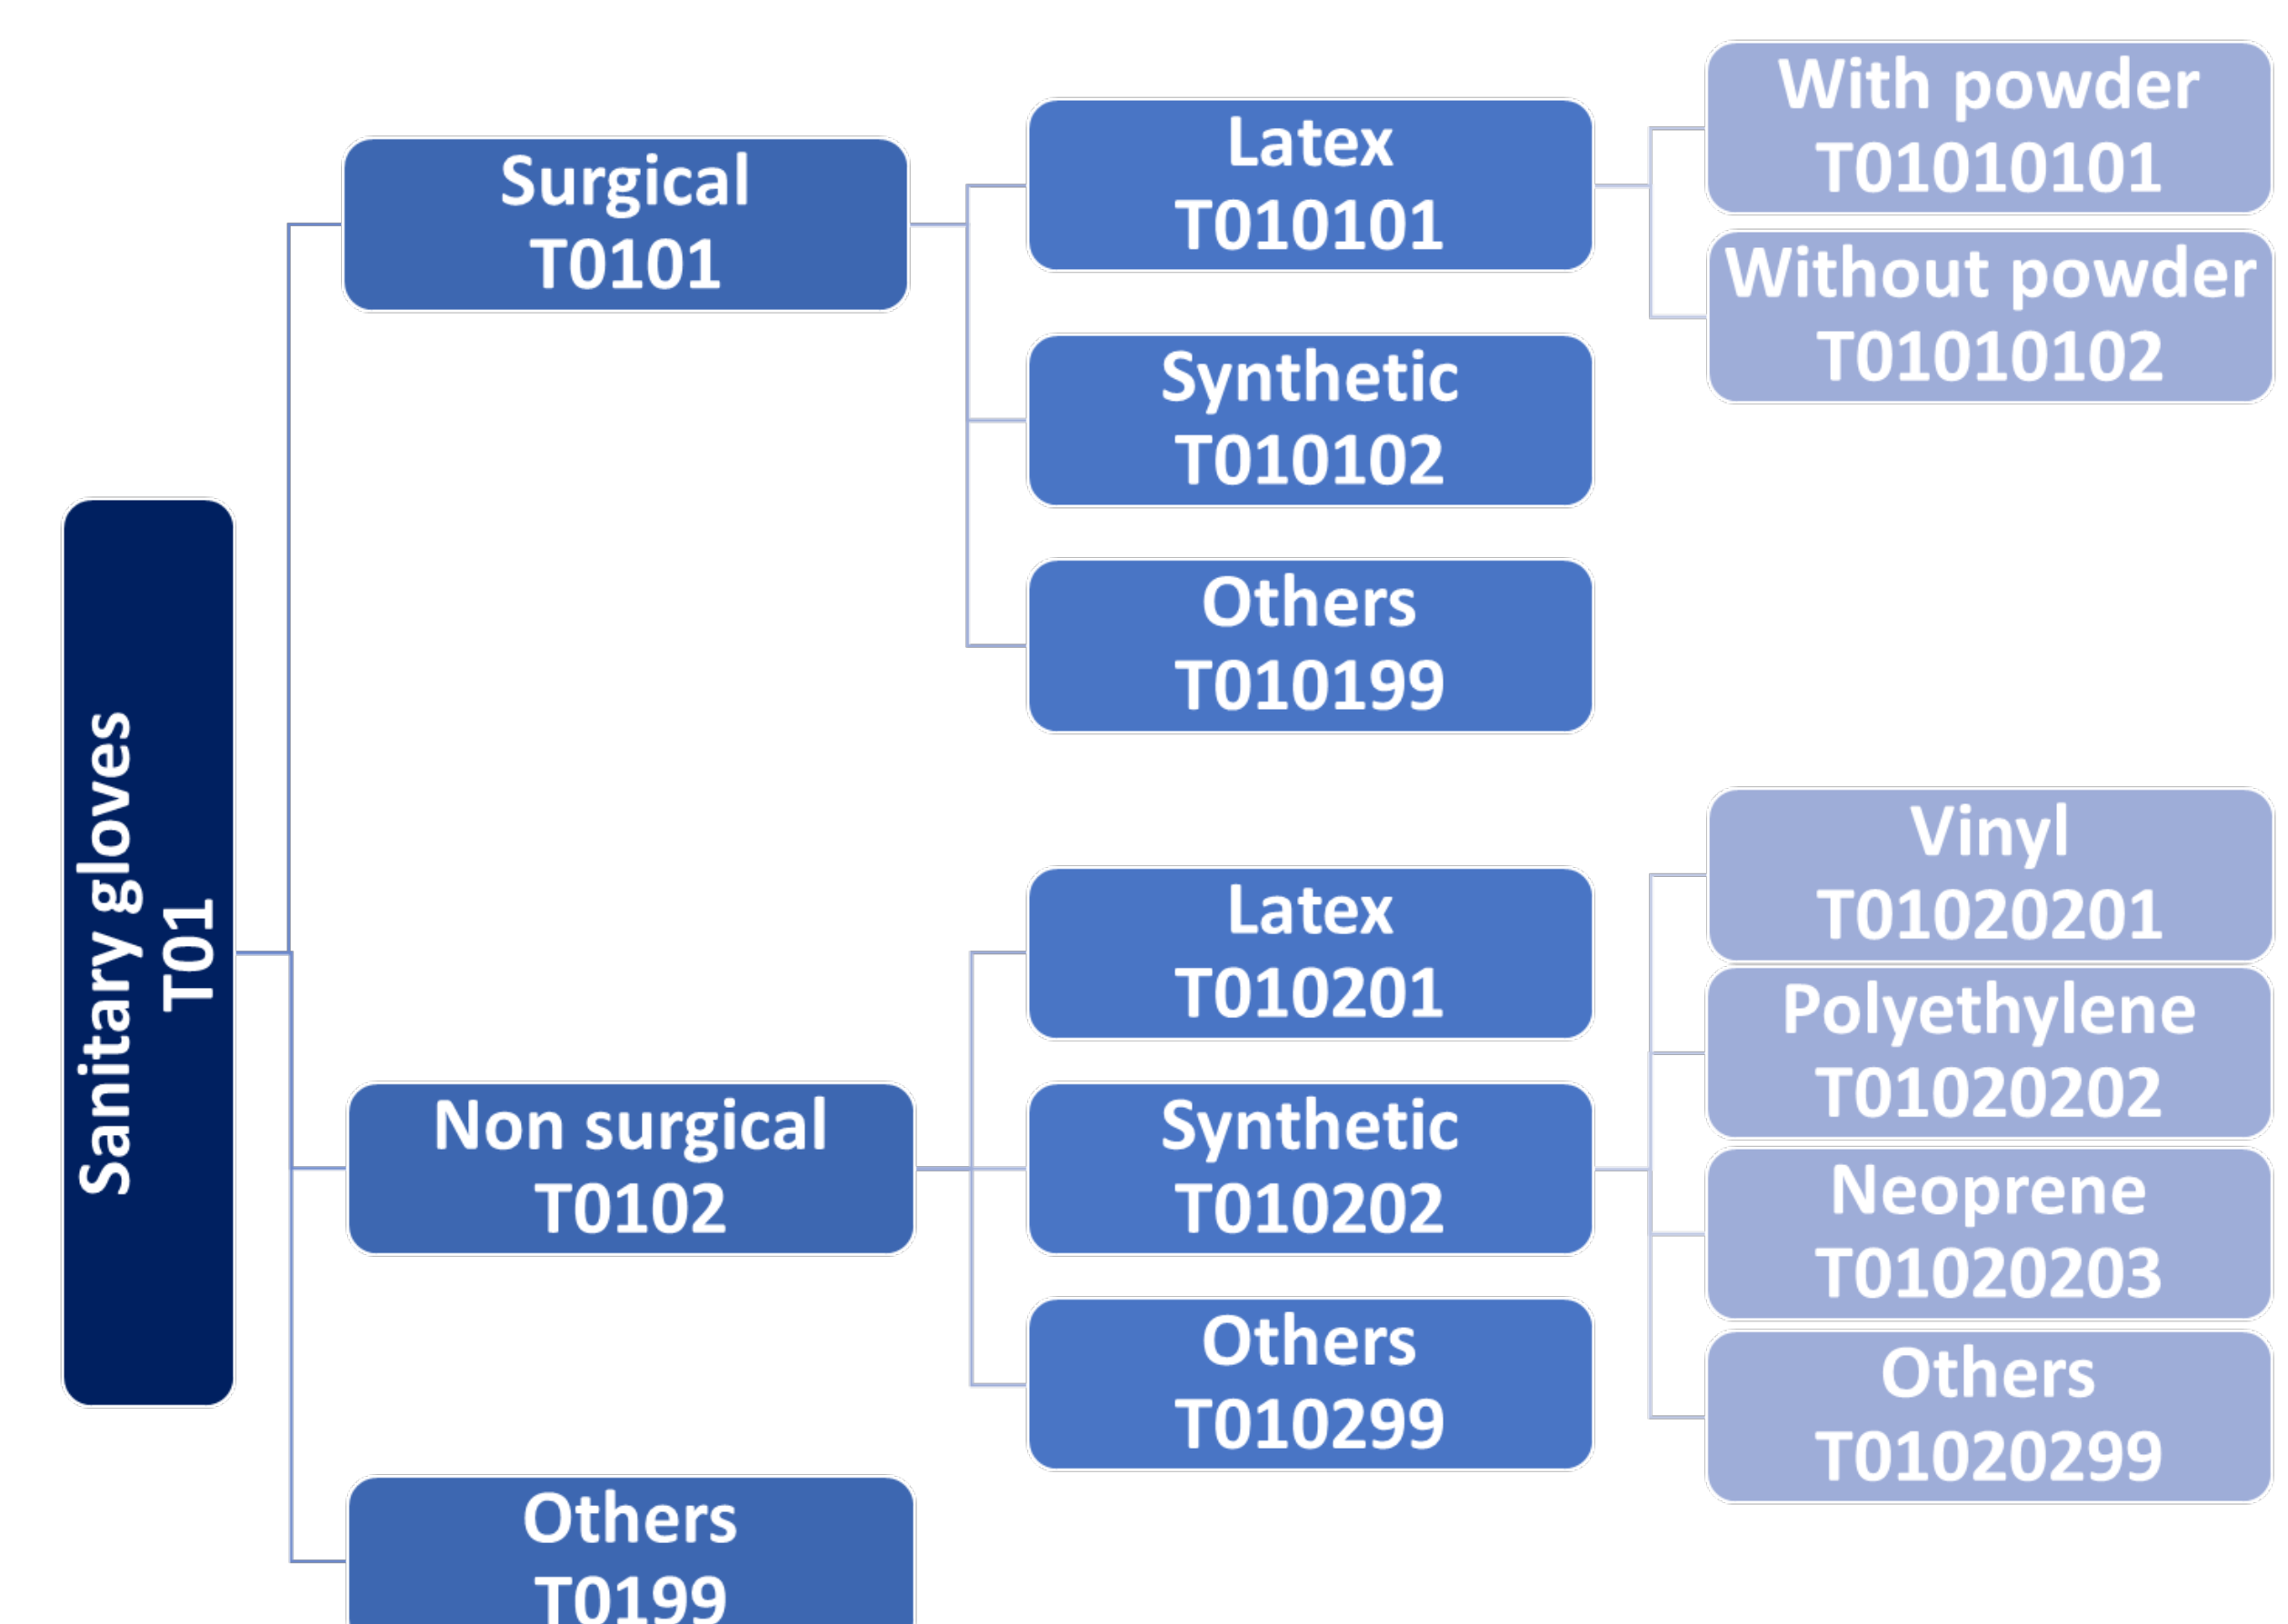 Sanitary gloves
T01
Surgical
T0101
Latex
T010101
With powder
T01010101
Without powder
T01010102
Synthetic
T010102
Others
T010199
Non surgical
T0102
Latex
T010201
Synthetic
T010202
Vinyl
T01020201
Polyethylene
T01020202
Neoprene
T01020203
Others
T01020299
Others
T010299
Others
T0199